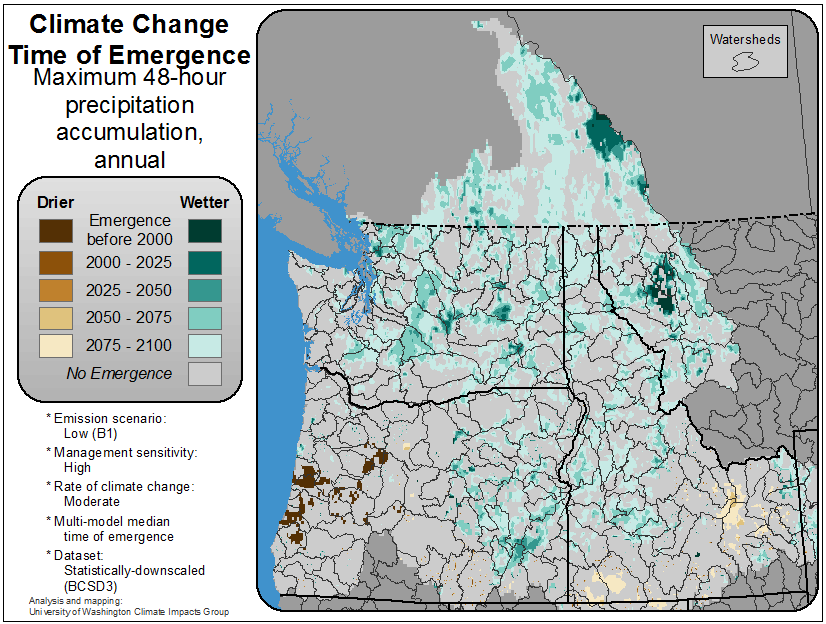 Climate Change
Time of Emergence
Maximum 48-hour
precipitation
accumulation,
annual
Drier
Wetter
Emergence
before 2000
2000 - 2025
2025 - 2050
2050 - 2075
2075 - 2100
No Emergence
* Emission scenario:
Low (B1)
* Management sensitivity:
High
* Rate of climate change:
Moderate
* Multi-model median
time of emergence
* Dataset:
Statistically-downscaled
(BCSD3)
Analysis and mapping:
University of Washington Climate Impacts Group
Watersheds